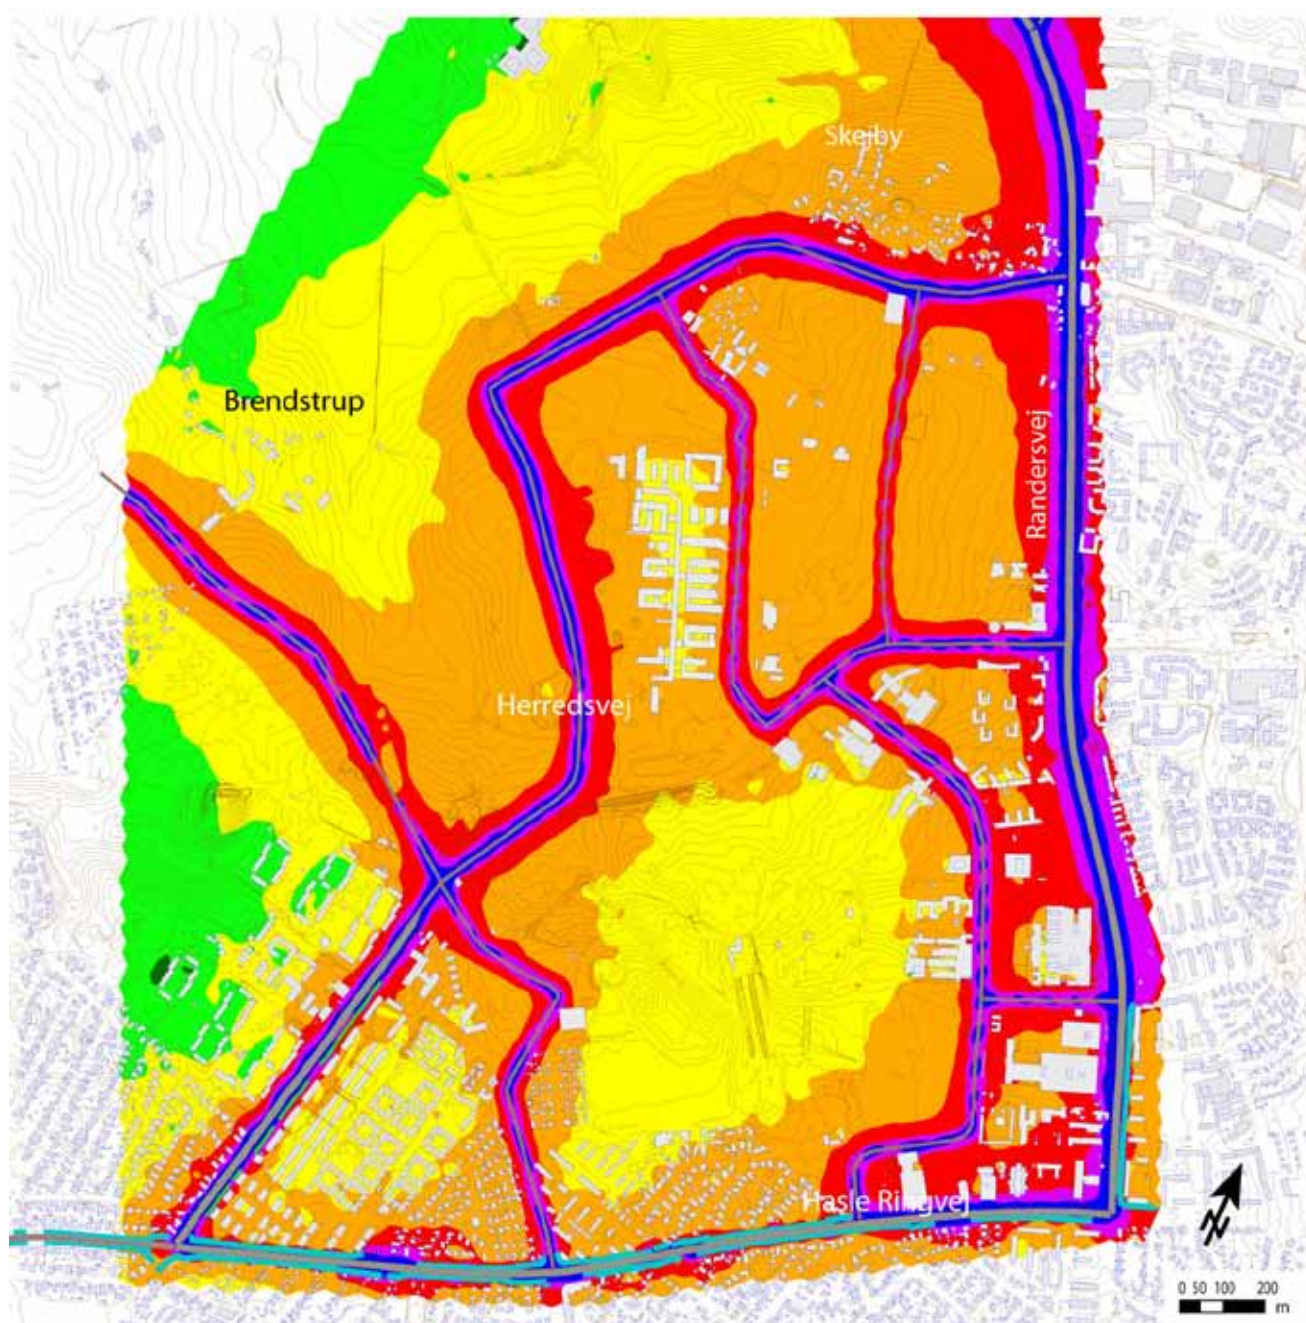 Skejby
Brendstrup
Randersvej
Herredsvej
Hasle Ringvej
N
0 50 100 200
m